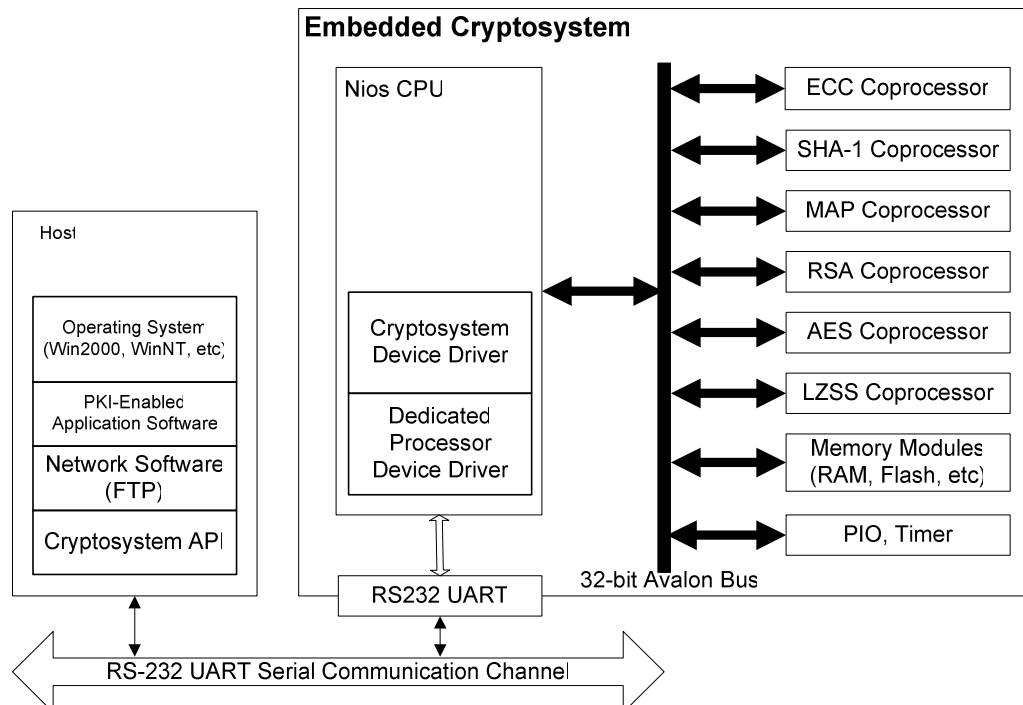 Embedded Cryptosystem
Nios CPU
Cryptosystem
Device Driver
Dedicated
Processor
Device Driver
RS232 UART
32-bit Avalon Bus
ECC Coprocessor
SHA-1 Coprocessor
MAP Coprocessor
RSA Coprocessor
AES Coprocessor
LZSS Coprocessor
Memory Modules
(RAM, Flash, etc)
PIO, Timer
Host
Operating System
(Win2000, WinNT, etc)
PKI-Enabled
Application Software
Network Software
(FTP)
Cryptosystem API
RS-232 UART Serial Communication Channel